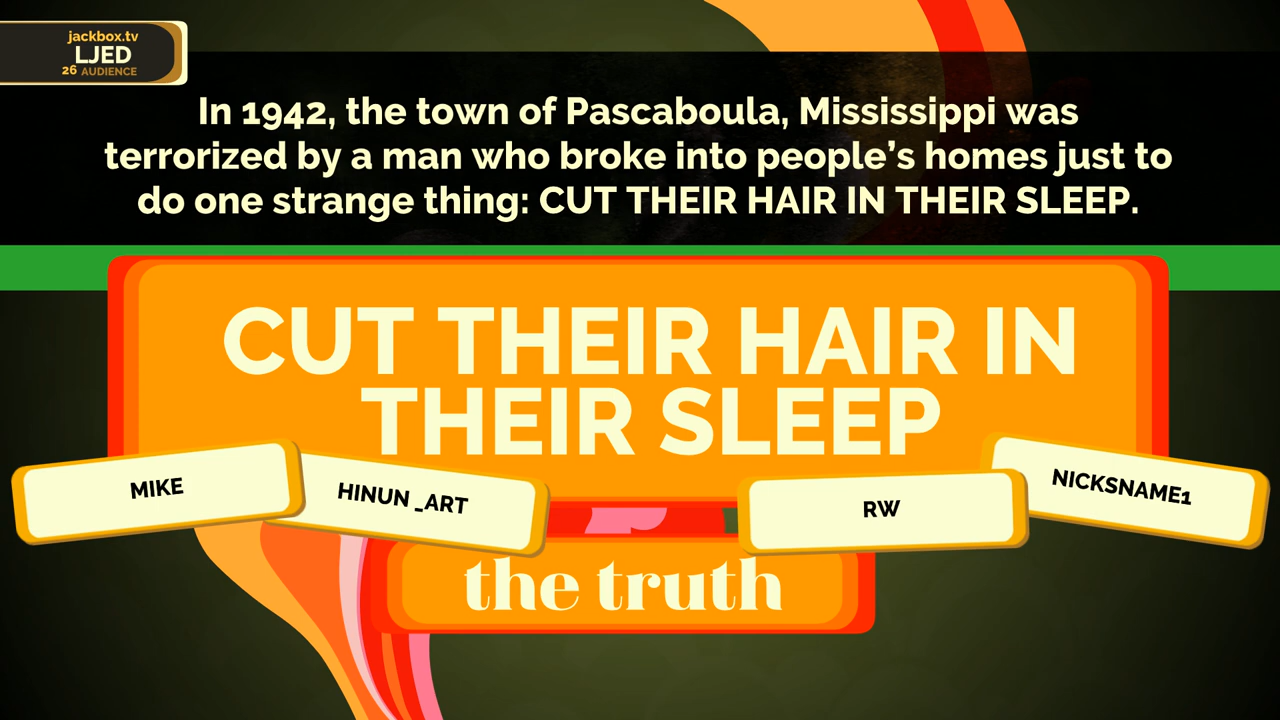 jackbox.tv
LJED
26 AUDIENCE
In 1942, the town of Pascaboula, Mississippi was
terrorized by a man who broke into people’s homes just to
do one strange thing: CUT THEIR HAIR IN THEIR SLEEP.
CUT THEIR HAIR IN
THEIR SLEEP
MIKE
HINUN _ART
RW
NICKSNAME1
the truth